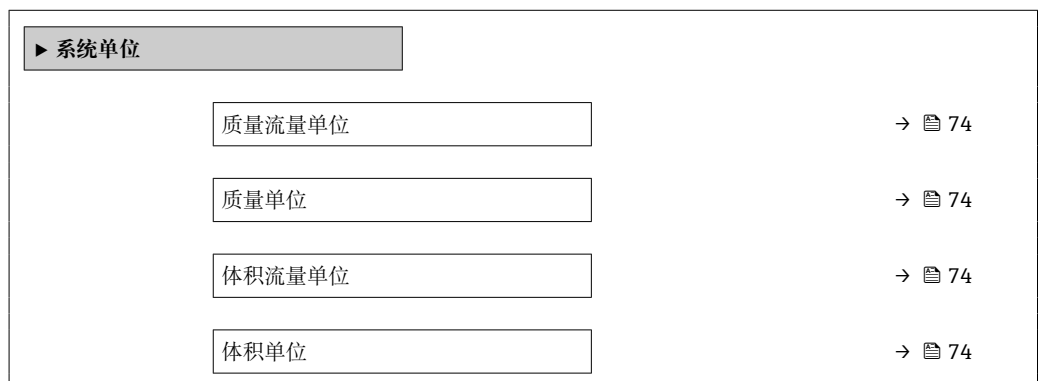 ▶ 系统单位
质量流量单位 → 🖹 74
质量单位 → 🖹 74
体积流量单位 → 🖹 74
体积单位 → 🖹 74